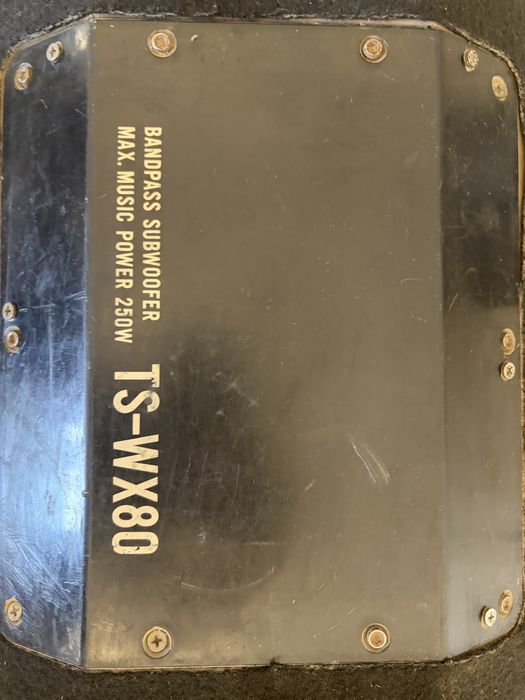 BANDPASS SUBWOOFER
MAX. MUSIC POWER 250W
TS-WX80